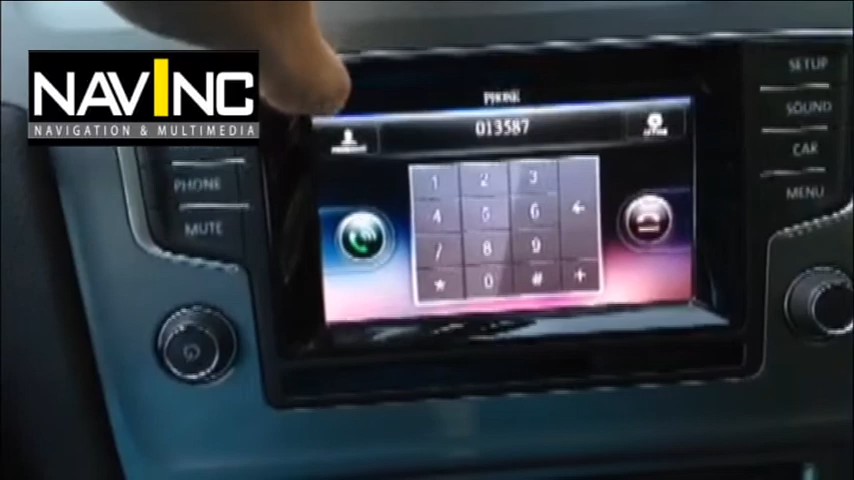 NAVINC
NAVIGATION & MULTIMEDIA
PHONE
013587
1 2 3
4 5 6
7 8 9
* 0 # +
PHONE
MUTE
SETUP
SOUND
CAR
MENU